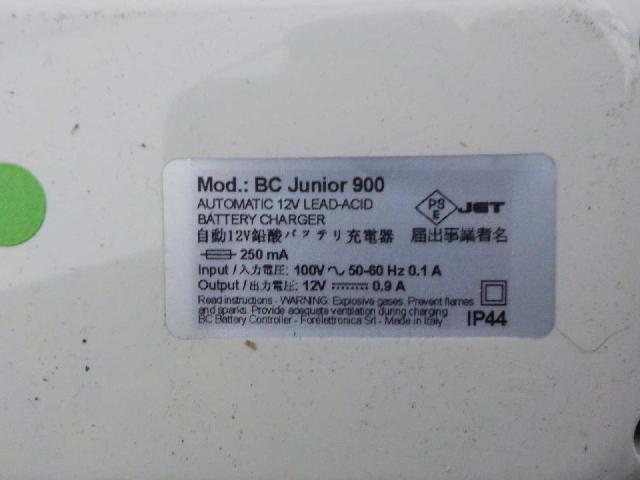 Mod.: BC Junior 900
AUTOMATIC 12V LEAD-ACID
BATTERY CHARGER
自動12V鉛酸バッテリ充電器
PS
E
JET
届出事業者名
250 mA
Input / 入力電圧: 100V ∿ 50-60 Hz 0.1 A
Output / 出力電圧: 12V ⎓ 0.9 A
Read instructions - WARNING: Explosive gases. Prevent flames
and sparks. Provide adequate ventilation during charging
BC Battery Controller - Forelettronica Srl - Made in Italy
IP44